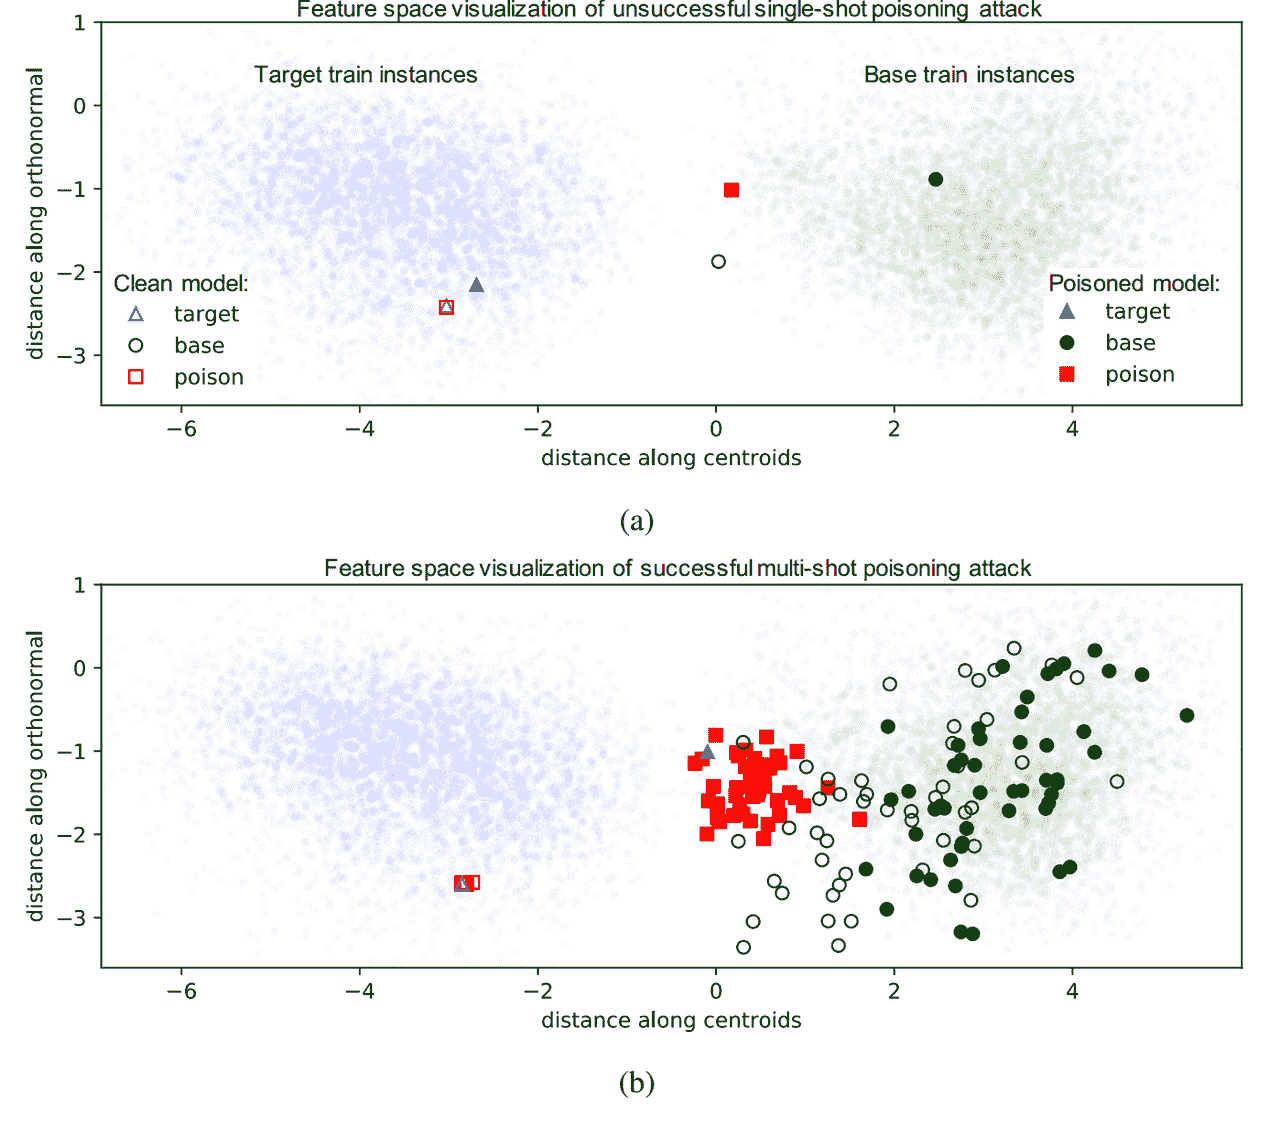 Feature space visualization of unsuccessful single-shot poisoning attack
Target train instances
Base train instances
1
0
−1
−2
−3
distance along orthonormal
Clean model:
target
base
poison
Poisoned model:
target
base
poison
−6 −4 −2 0 2 4
distance along centroids
(a)
Feature space visualization of successful multi-shot poisoning attack
1
0
−1
−2
−3
distance along orthonormal
−6 −4 −2 0 2 4
distance along centroids
(b)